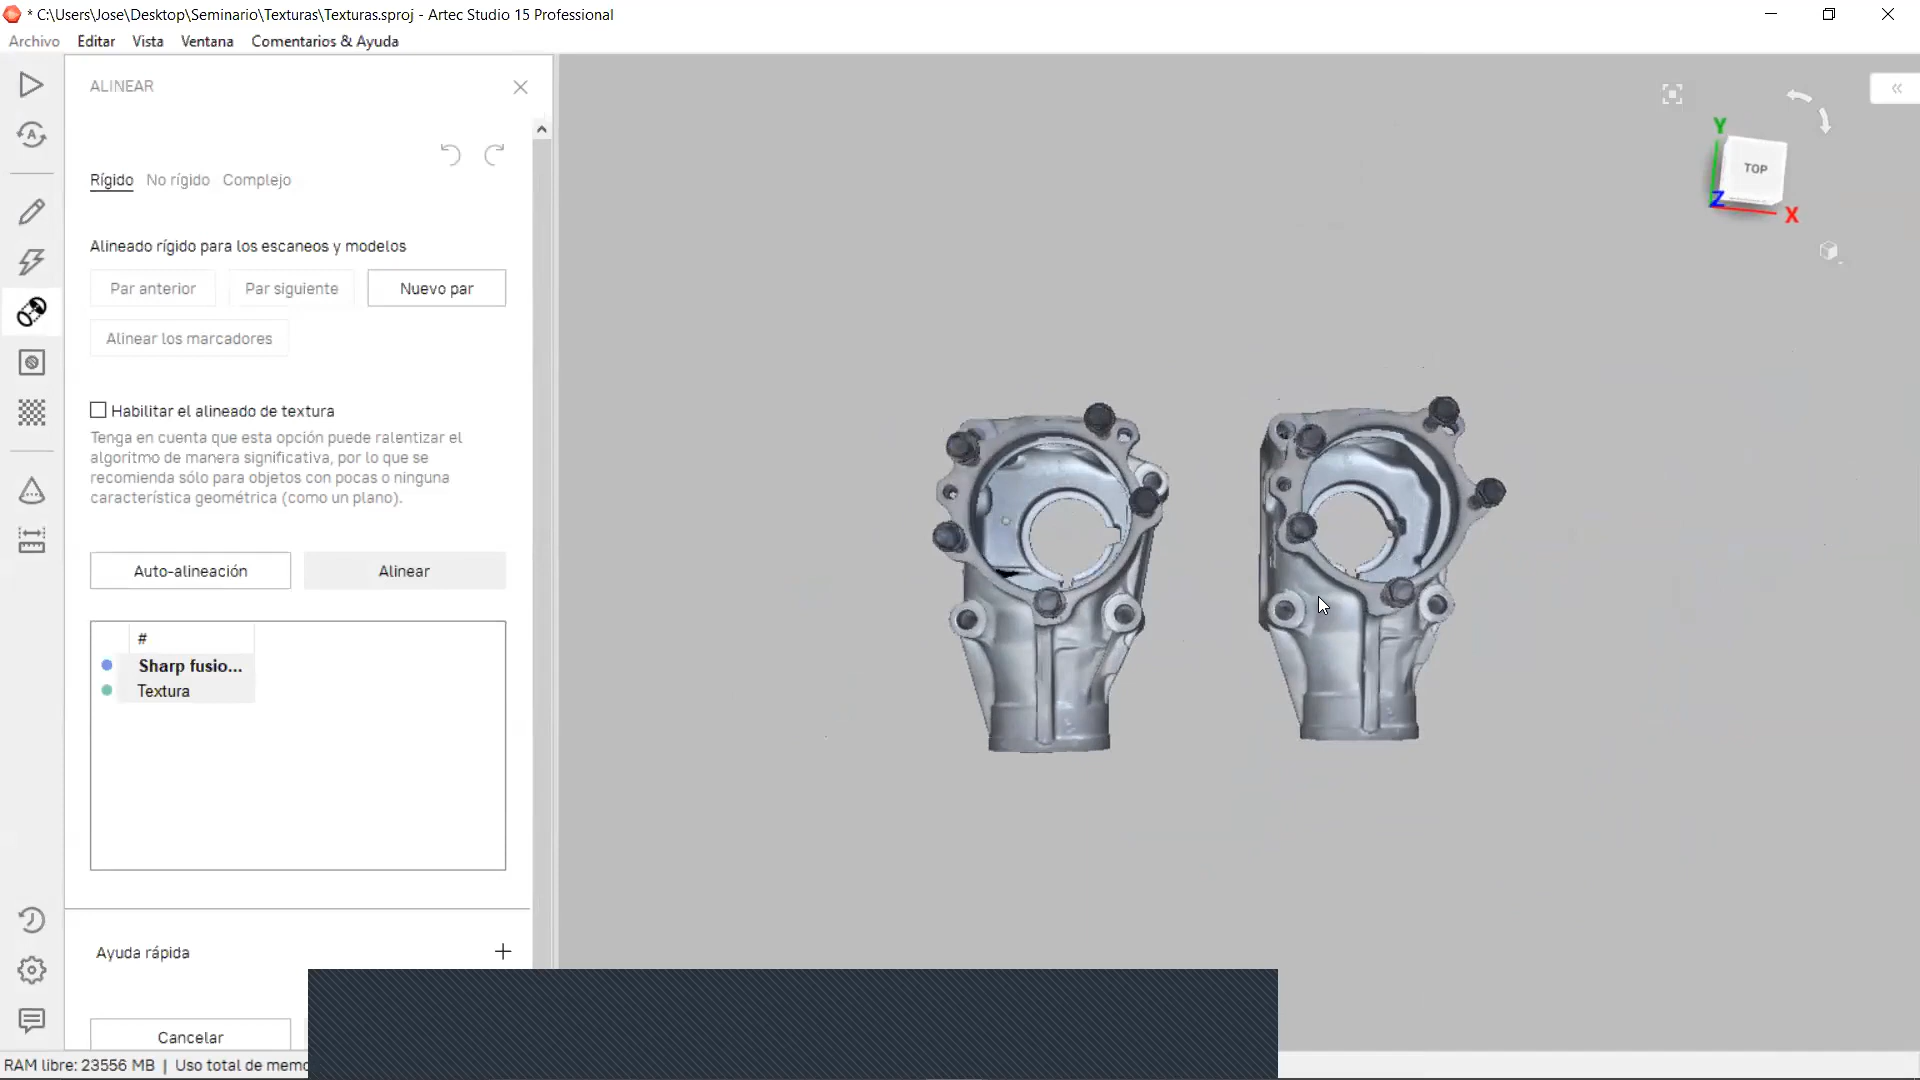 * C:\Users\Jose\Desktop\Seminario\Texturas\Texturas.sproj - Artec Studio 15 Professional
Archivo Editar Vista Ventana Comentarios & Ayuda
ALINEAR
Rígido No rígido Complejo
Alineado rígido para los escaneos y modelos
Par anterior Par siguiente Nuevo par
Alinear los marcadores
Habilitar el alineado de textura
Tenga en cuenta que esta opción puede ralentizar el
algoritmo de manera significativa, por lo que se
recomienda sólo para objetos con pocas o ninguna
característica geométrica (como un plano).
Auto-alineación Alinear
#
Sharp fusio...
Textura
Ayuda rápida
Cancelar
RAM libre: 23556 MB | Uso total de memo
Y
TOP
Z
X